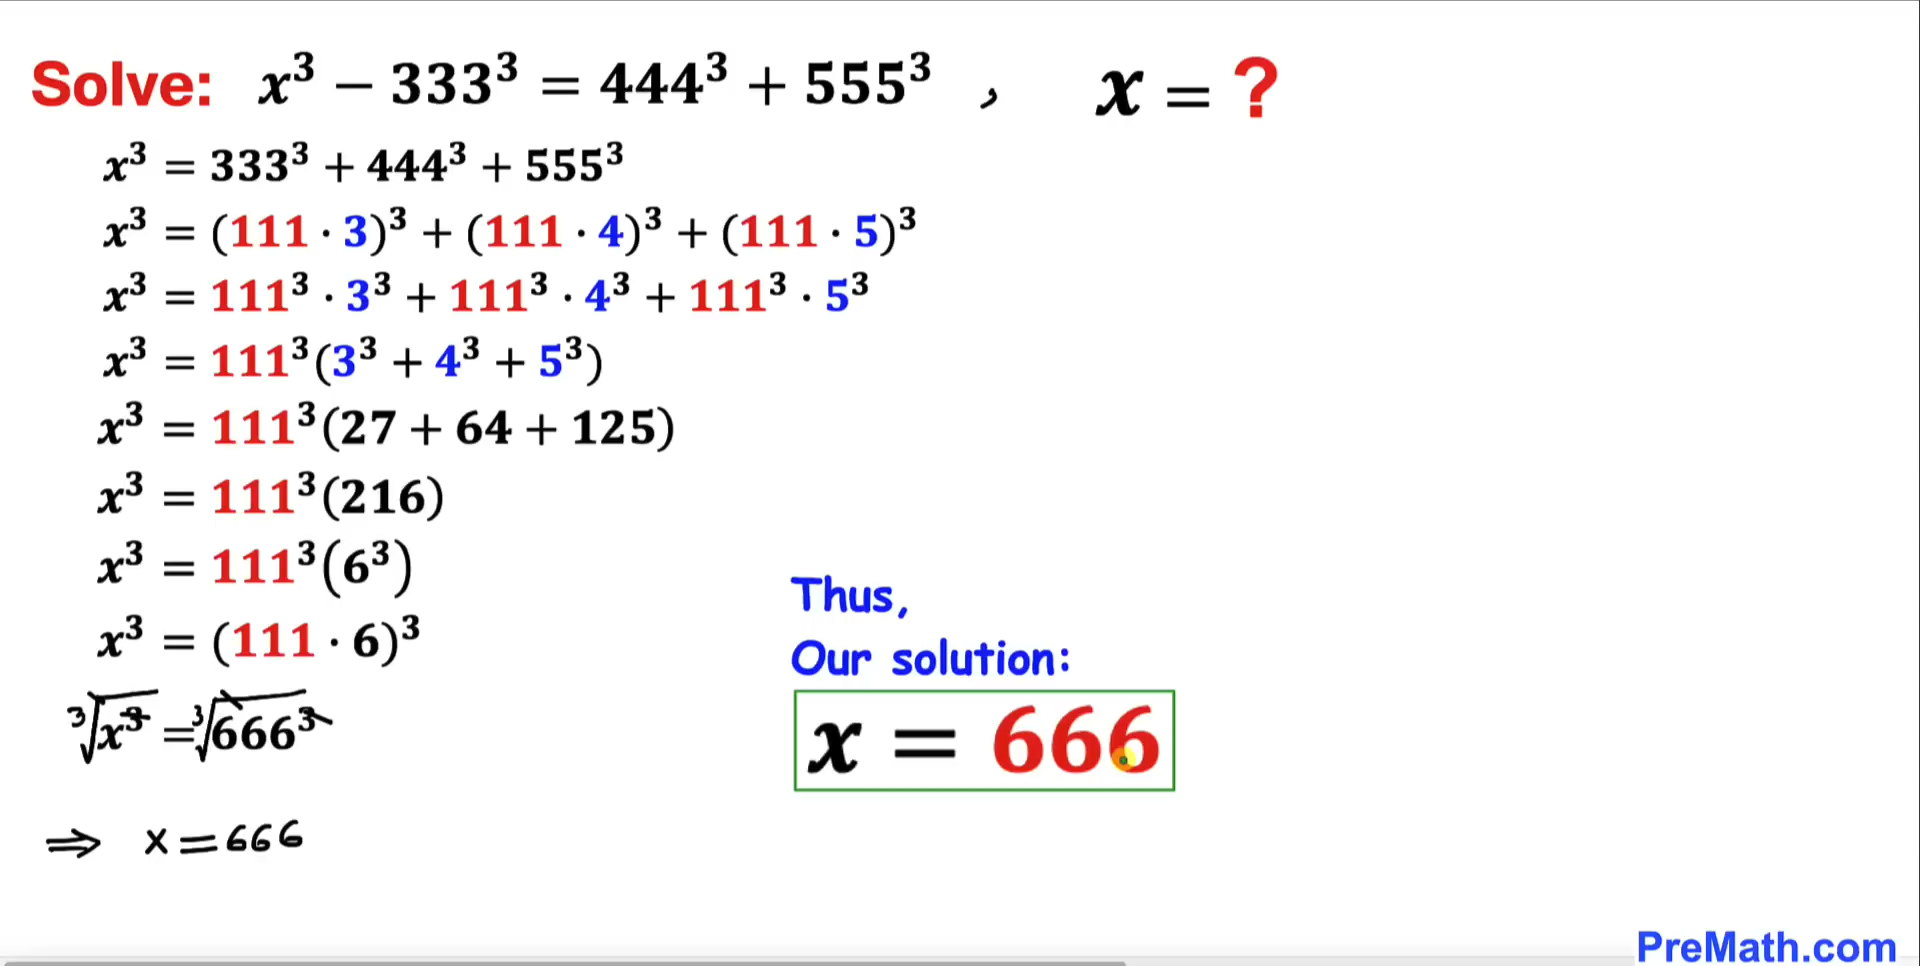 Solve: x³ − 333³ = 444³ + 555³ , x = ?
x³ = 333³ + 444³ + 555³
x³ = (111 · 3)³ + (111 · 4)³ + (111 · 5)³
x³ = 111³ · 3³ + 111³ · 4³ + 111³ · 5³
x³ = 111³(3³ + 4³ + 5³)
x³ = 111³(27 + 64 + 125)
x³ = 111³(216)
x³ = 111³(6³)
x³ = (111 · 6)³
∛x³ = ∛666³
⇒ x = 666
Thus,
Our solution:
x = 666
PreMath.com